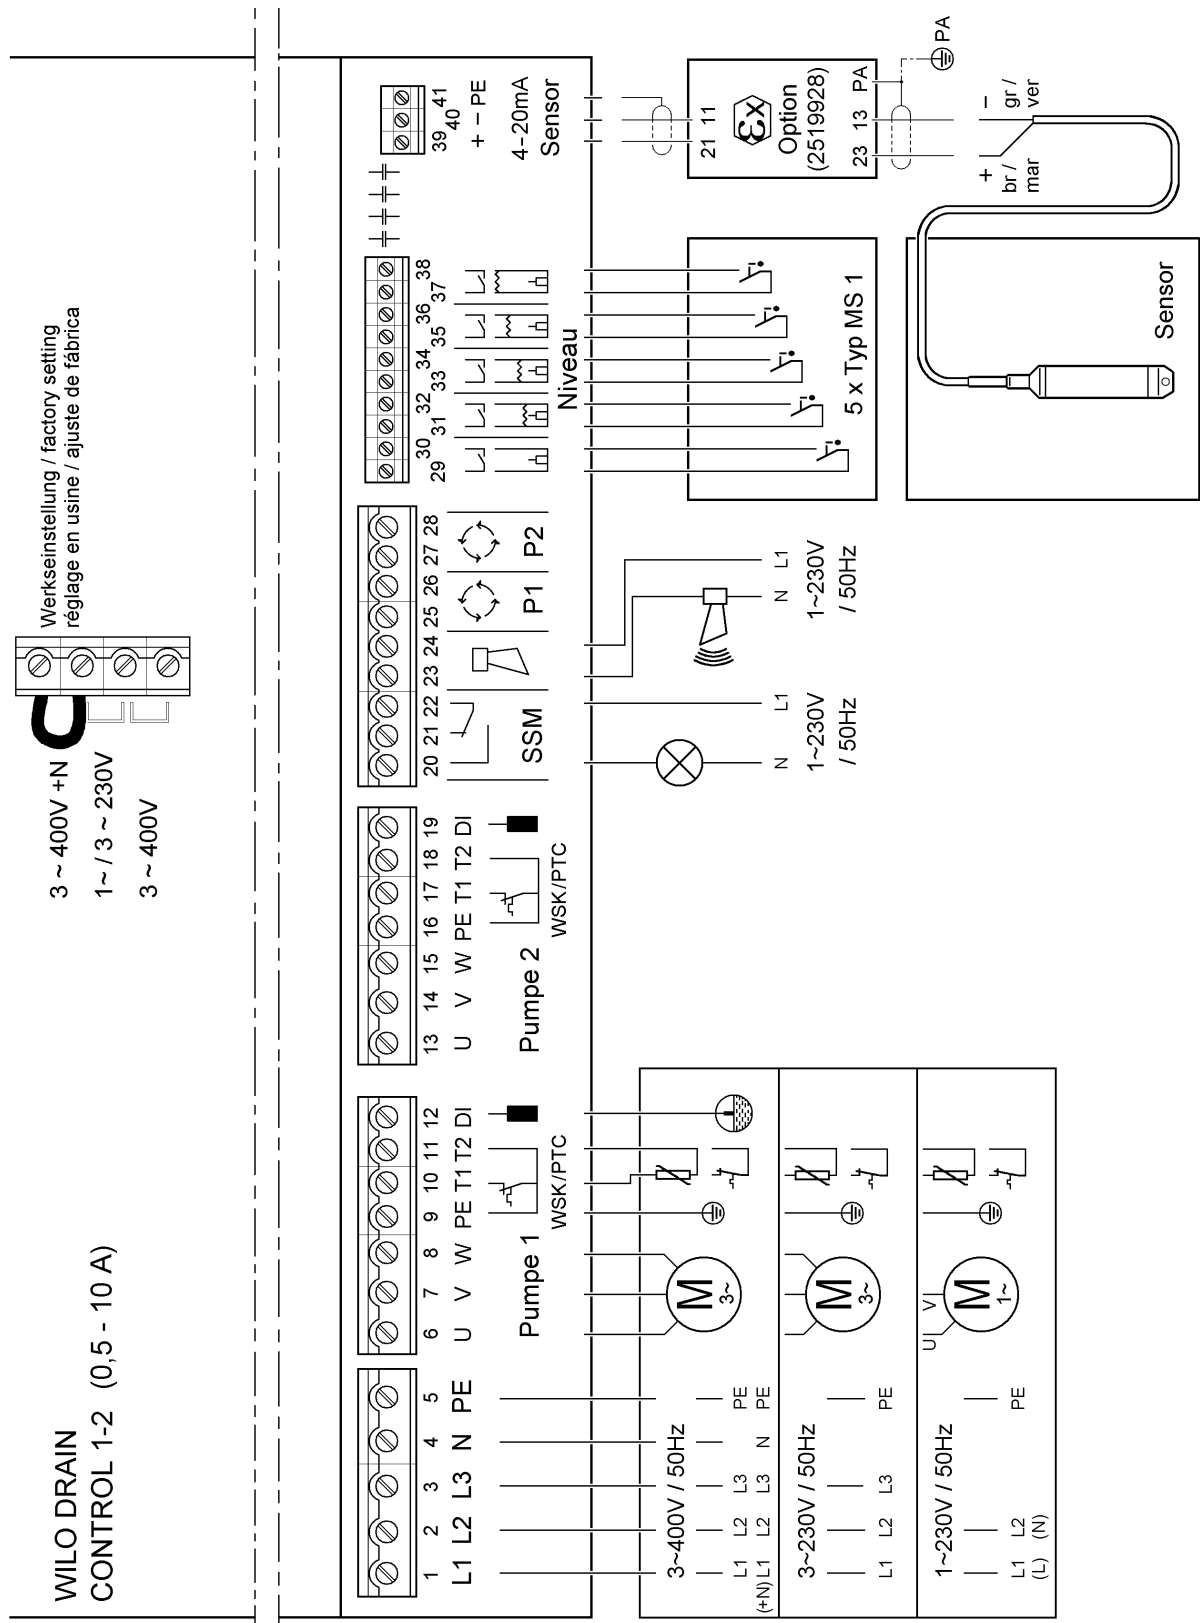 WILO DRAIN
CONTROL 1-2 (0,5 - 10 A)
3 ~ 400V +N
1~ / 3 ~ 230V
3 ~ 400V
Werkseinstellung / factory setting
réglage en usine / ajuste de fábrica
1 2 3 4 5
L1 L2 L3 N PE
6 7 8 9 10 11 12
U V W PE T1 T2 DI
Pumpe 1
WSK/PTC
13 14 15 16 17 18 19
U V W PE T1 T2 DI
Pumpe 2
WSK/PTC
20 21 22 23 24 25 26 27 28
SSM P1 P2
29 30 31 32 33 34 35 36 37 38
Niveau
39 40 41
+ – PE
4-20mA
Sensor
3~400V / 50Hz
L1 L2 L3 PE
(+N) L1 L2 L3 N PE
M
3~
3~230V / 50Hz
L1 L2 L3 PE
M
3~
1~230V / 50Hz
L1 L2 PE
(L) (N)
U V
M
1~
N L1
1~230V
/ 50Hz
N L1
1~230V
/ 50Hz
5 x Typ MS 1
21 11
Ex
Option
(2519928)
23 13 PA
PA
+ –
br / gr /
mar ver
Sensor